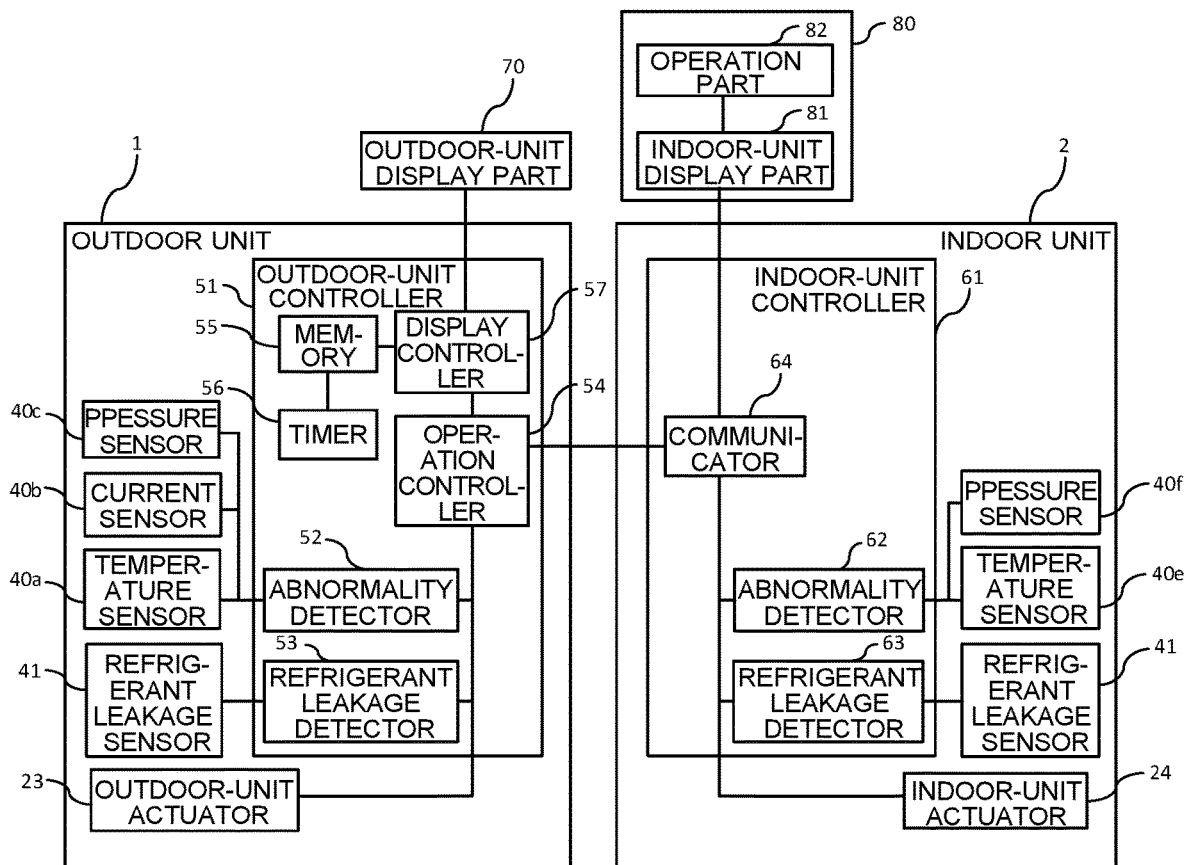 82
80
OPERATION
PART
70
81
1
OUTDOOR-UNIT
DISPLAY PART
INDOOR-UNIT
DISPLAY PART
2
OUTDOOR UNIT
INDOOR UNIT
51
OUTDOOR-UNIT
CONTROLLER
57
INDOOR-UNIT
CONTROLLER
61
55
MEM-
ORY
DISPLAY
CONTROL-
LER
56
54
64
40c
PPESSURE
SENSOR
TIMER
OPER-
ATION
CONTROL-
LER
COMMUNI-
CATOR
40b
CURRENT
SENSOR
PPESSURE
SENSOR
40f
52
62
40a
TEMPER-
ATURE
SENSOR
ABNORMALITY
DETECTOR
ABNORMALITY
DETECTOR
TEMPER-
ATURE
SENSOR
40e
53
63
41
REFRIG-
ERANT
LEAKAGE
SENSOR
REFRIGERANT
LEAKAGE
DETECTOR
REFRIGERANT
LEAKAGE
DETECTOR
REFRIG-
ERANT
LEAKAGE
SENSOR
41
23
OUTDOOR-UNIT
ACTUATOR
INDOOR-UNIT
ACTUATOR
24